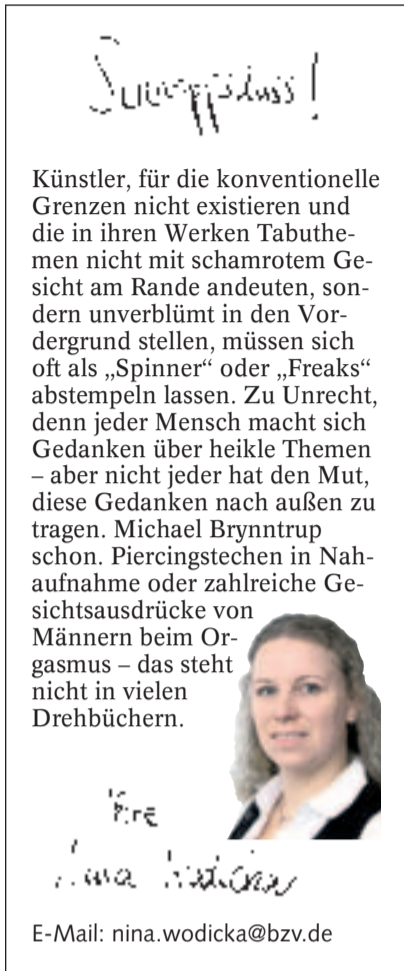 Künstler, für die konventionelle
Grenzen nicht existieren und
die in ihren Werken Tabuthe-
men nicht mit schamrotem Ge-
sicht am Rande andeuten, son-
dern unverblümt in den Vor-
dergrund stellen, müssen sich
oft als „Spinner“ oder „Freaks“
abstempeln lassen. Zu Unrecht,
denn jeder Mensch macht sich
Gedanken über heikle Themen
– aber nicht jeder hat den Mut,
diese Gedanken nach außen zu
tragen. Michael Brynntrup
schon. Piercingstechen in Nah-
aufnahme oder zahlreiche Ge-
sichtsausdrücke von
Männern beim Or-
gasmus – das steht
nicht in vielen
Drehbüchern.
Ihre
Nina Wodicka
E-Mail: nina.wodicka@bzv.de